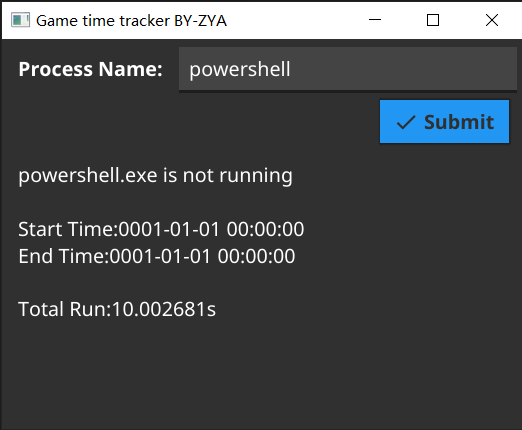 Game time tracker BY-ZYA
Process Name: powershell
Submit
powershell.exe is not running
Start Time:0001-01-01 00:00:00
End Time:0001-01-01 00:00:00
Total Run:10.002681s